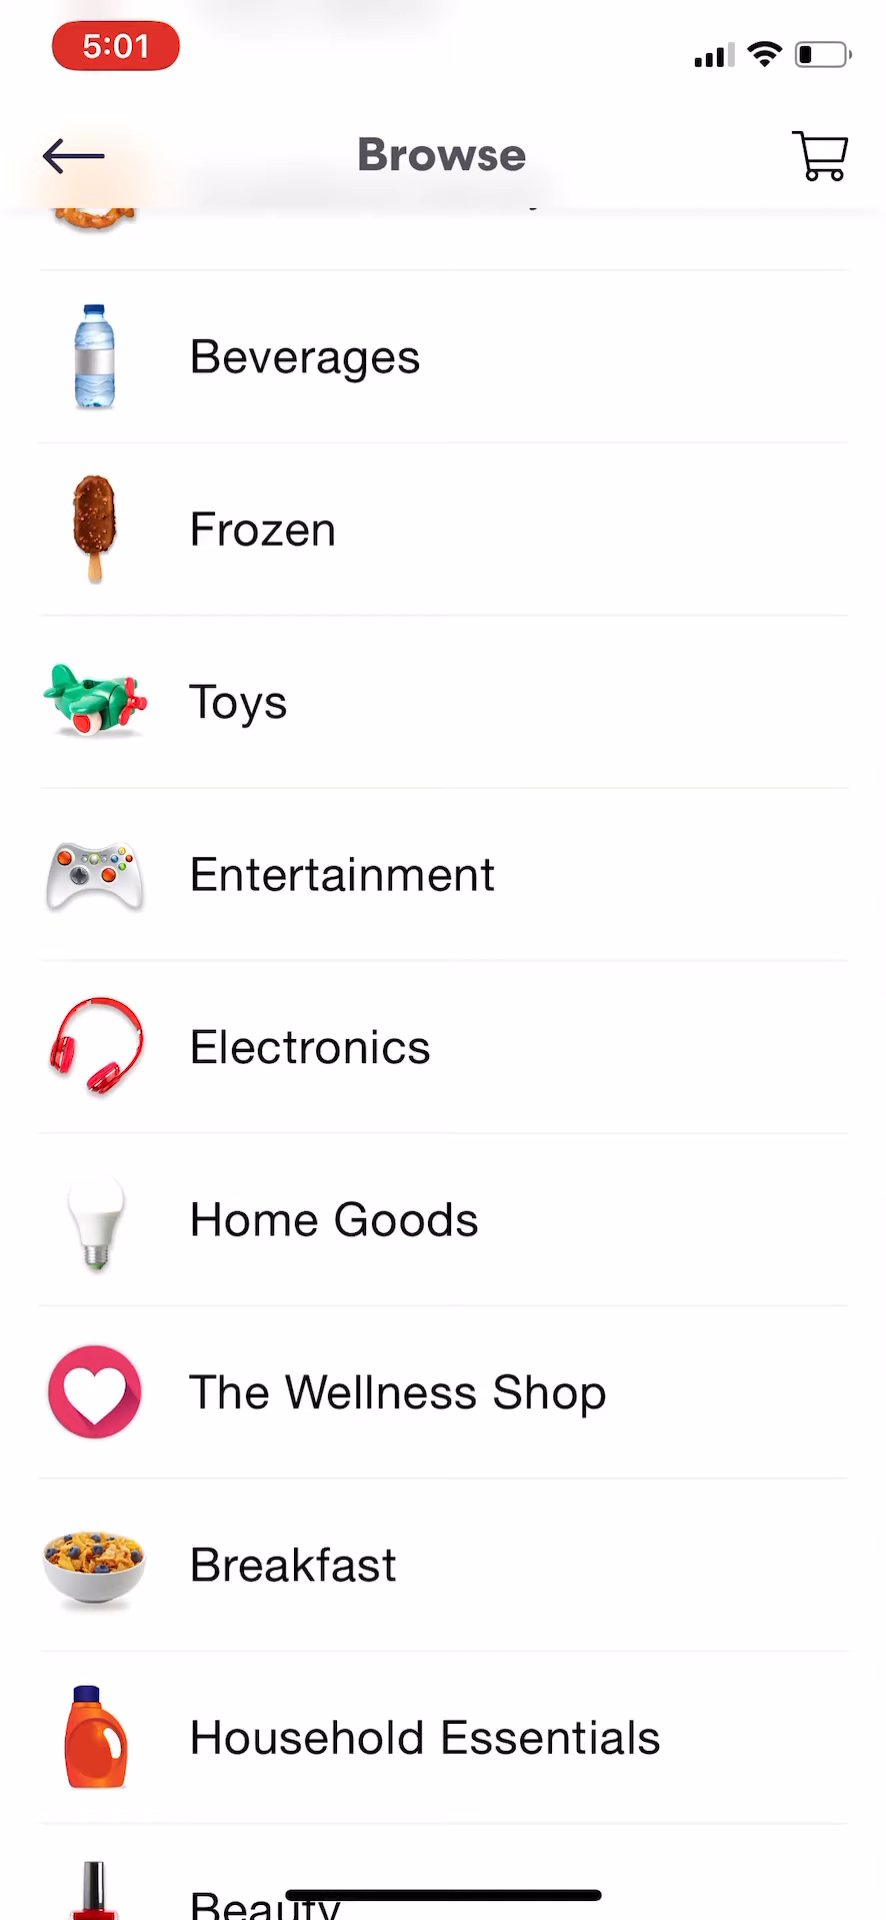 5:01
Browse
Beverages
Frozen
Toys
Entertainment
Electronics
Home Goods
The Wellness Shop
Breakfast
Household Essentials
Beauty